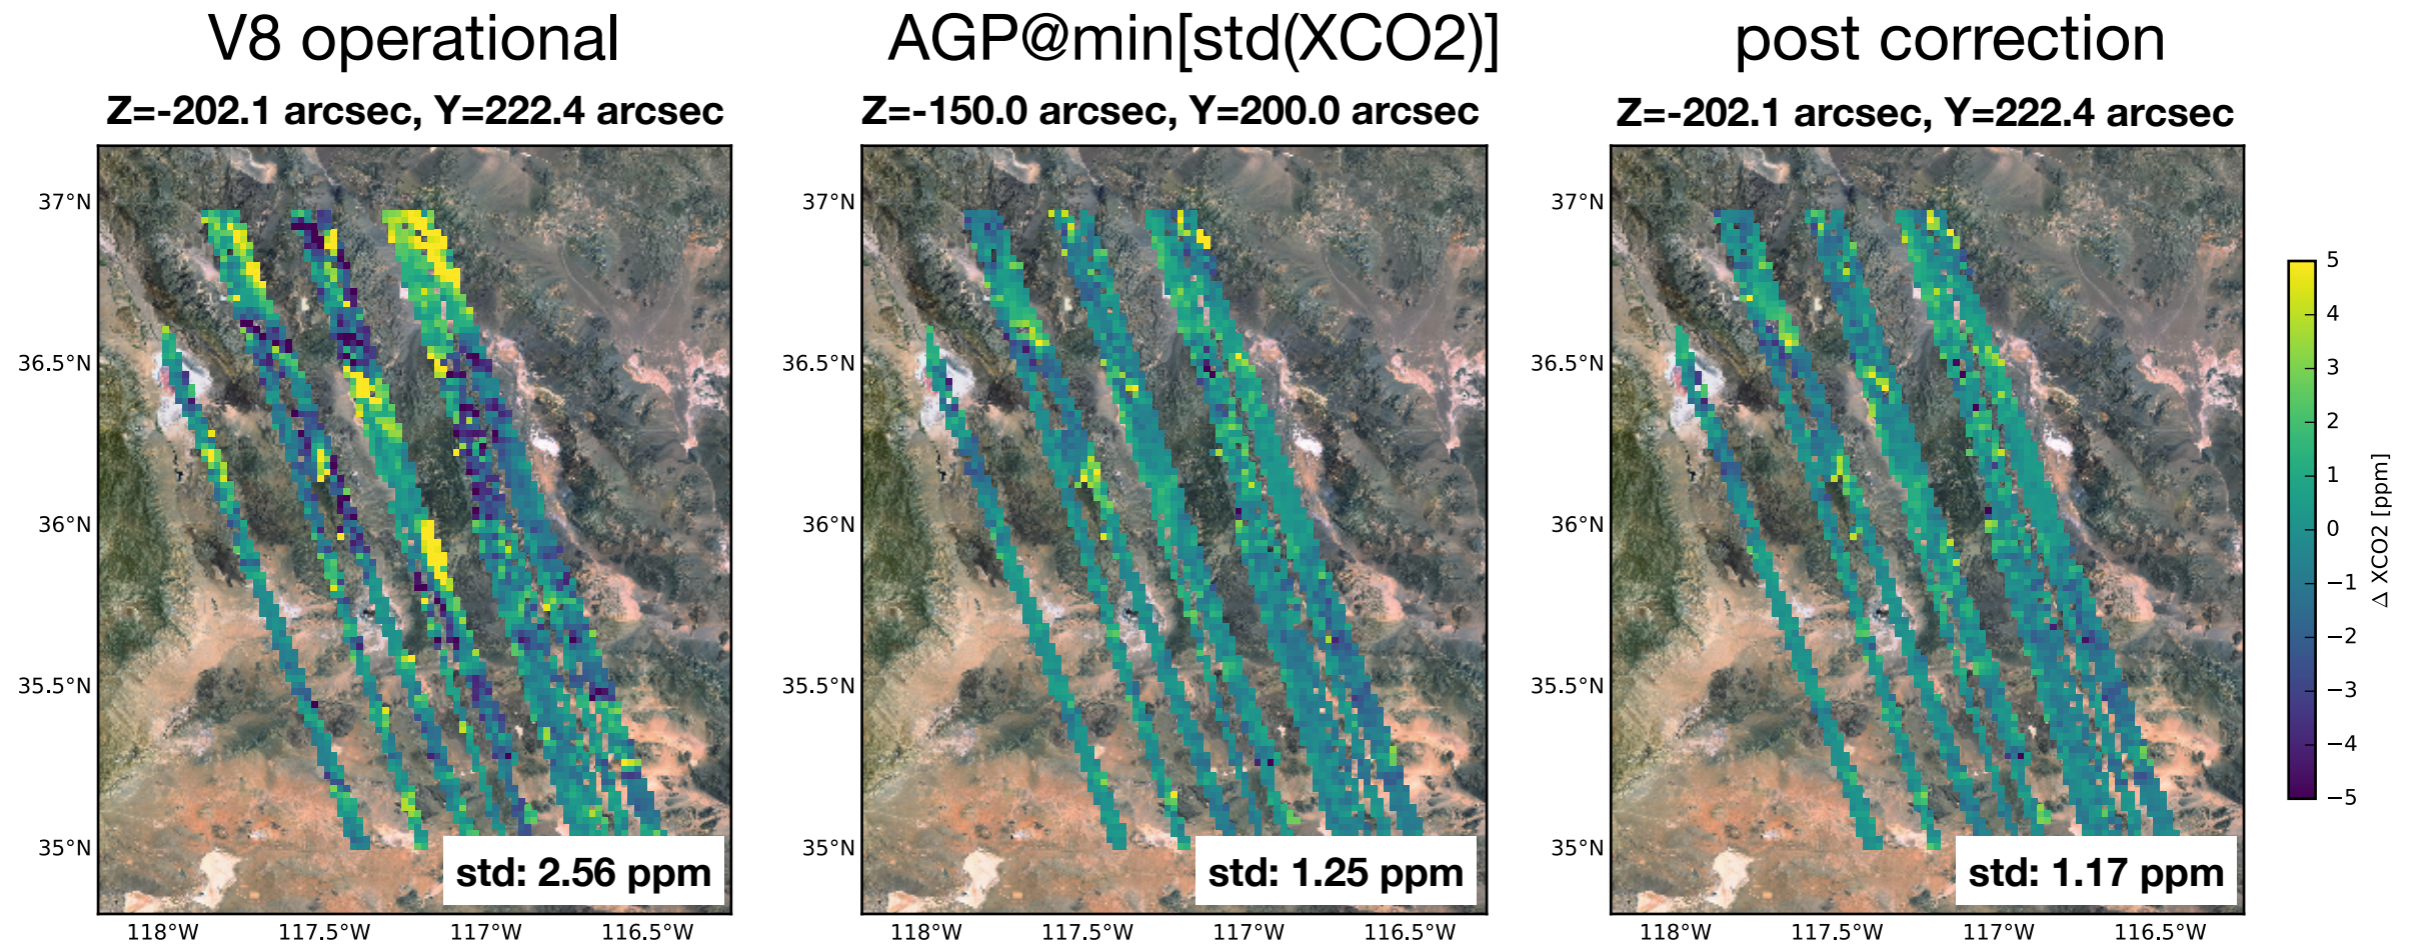 V8 operational
AGP@min[std(XCO2)]
post correction
Z=-202.1 arcsec, Y=222.4 arcsec
Z=-150.0 arcsec, Y=200.0 arcsec
Z=-202.1 arcsec, Y=222.4 arcsec
37°N
36.5°N
36°N
35.5°N
35°N
118°W
117.5°W
117°W
116.5°W
std: 2.56 ppm
37°N
36.5°N
36°N
35.5°N
35°N
118°W
117.5°W
117°W
116.5°W
std: 1.25 ppm
37°N
36.5°N
36°N
35.5°N
35°N
118°W
117.5°W
117°W
116.5°W
std: 1.17 ppm
5
4
3
2
1
0
−1
−2
−3
−4
−5
Δ XCO2 [ppm]